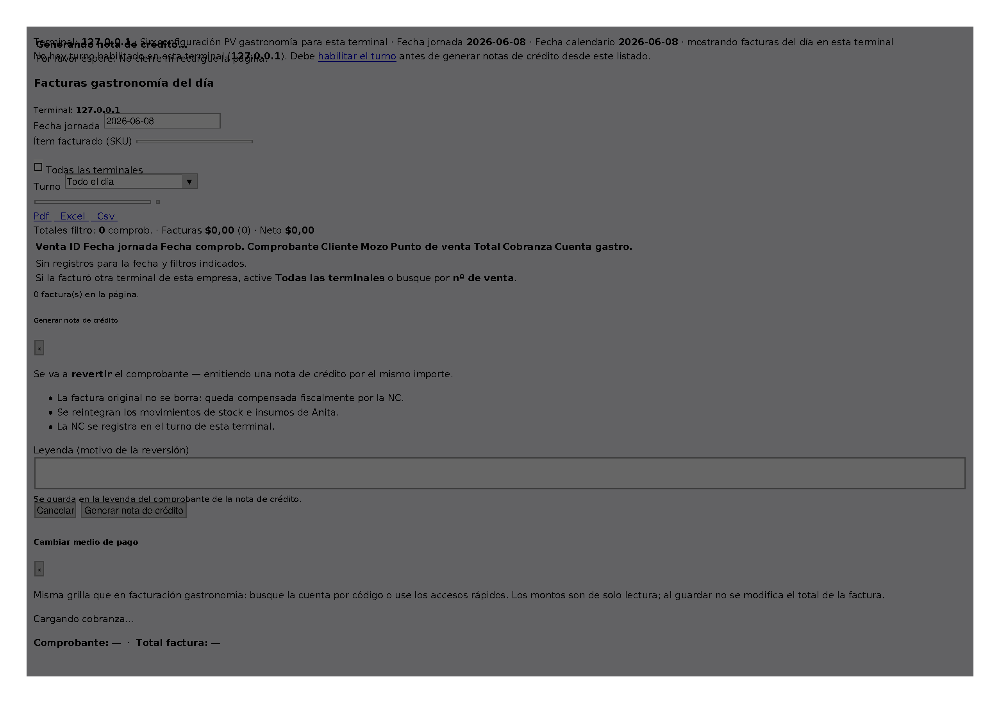 Terminal: 127.0.0.1 · Sin configuración PV gastronomía para esta terminal · Fecha jornada 2026-06-08 · Fecha calendario 2026-06-08 · mostrando facturas del día en esta terminal
Generando nota de crédito...
No hay turno habilitado en esta terminal (127.0.0.1). Debe habilitar el turno antes de generar notas de crédito desde este listado.
Por favor espere. No cierre ni recargue la página.
Facturas gastronomía del día
Terminal: 127.0.0.1
Fecha jornada 2026-06-08
Ítem facturado (SKU)
Todas las terminales
Turno Todo el día ▼
Pdf Excel Csv
Totales filtro: 0 comprob. · Facturas $0,00 (0) · Neto $0,00
Venta ID Fecha jornada Fecha comprob. Comprobante Cliente Mozo Punto de venta Total Cobranza Cuenta gastro.
Sin registros para la fecha y filtros indicados.
Si la facturó otra terminal de esta empresa, active Todas las terminales o busque por nº de venta.
0 factura(s) en la página.
Generar nota de crédito
×
Se va a revertir el comprobante — emitiendo una nota de crédito por el mismo importe.
• La factura original no se borra: queda compensada fiscalmente por la NC.
• Se reintegran los movimientos de stock e insumos de Anita.
• La NC se registra en el turno de esta terminal.
Leyenda (motivo de la reversión)
Se guarda en la leyenda del comprobante de la nota de crédito.
Cancelar Generar nota de crédito
Cambiar medio de pago
×
Misma grilla que en facturación gastronomía: busque la cuenta por código o use los accesos rápidos. Los montos son de solo lectura; al guardar no se modifica el total de la factura.
Cargando cobranza...
Comprobante: — · Total factura: —